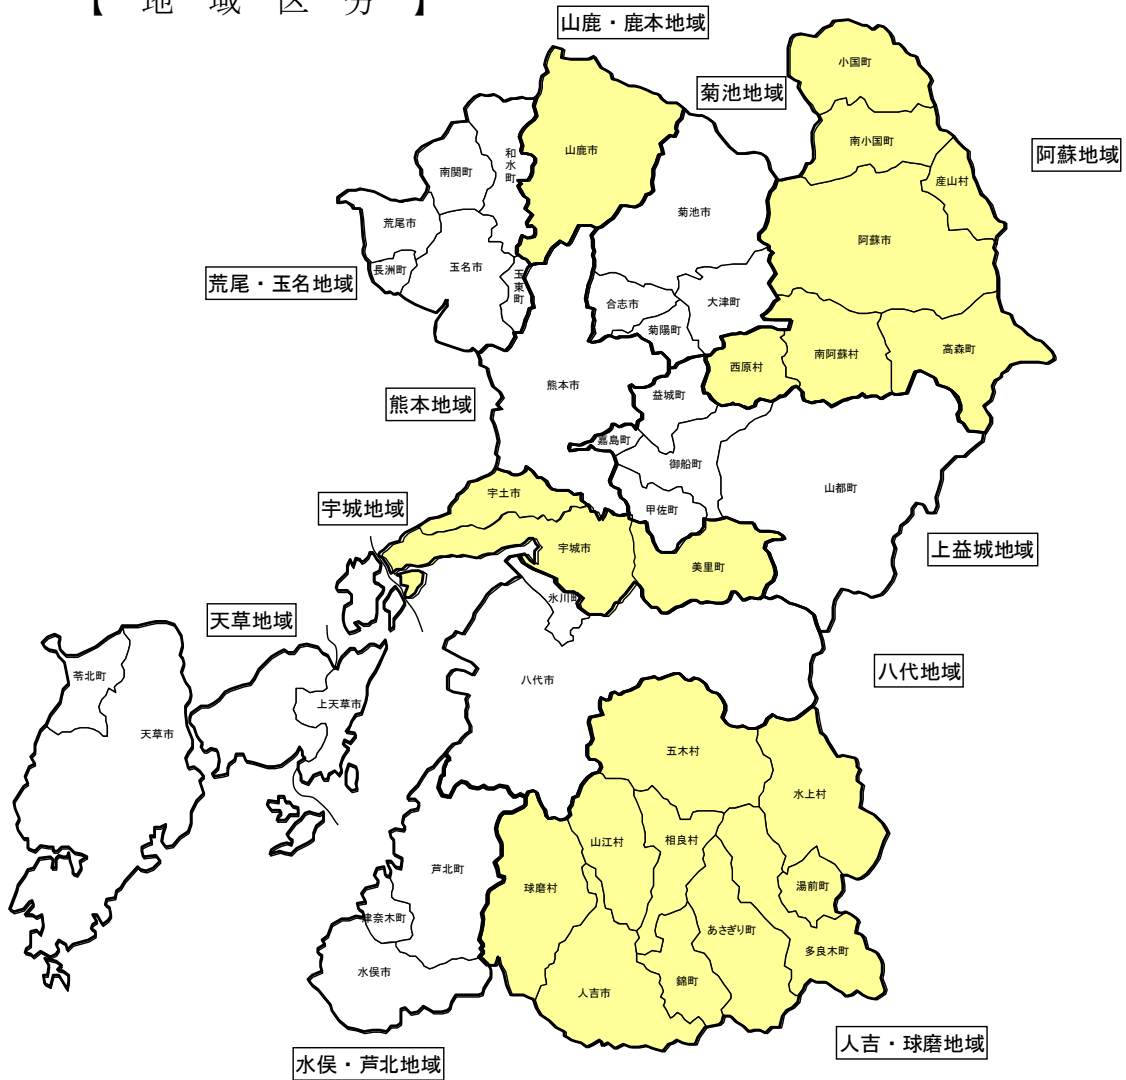 【 地 域 区 分 】
山鹿・鹿本地域
小国町
菊池地域
南小国町
和水町
山鹿市
阿蘇地域
南関町
産山村
菊池市
荒尾市
阿蘇市
長洲町
玉名市
玉東町
荒尾・玉名地域
合志市
大津町
菊陽町
南阿蘇村
高森町
西原村
熊本市
益城町
熊本地域
嘉島町
御船町
山都町
宇土市
宇城地域
甲佐町
宇城市
上益城地域
美里町
氷川町
天草地域
八代地域
苓北町
八代市
上天草市
天草市
五木村
水上村
山江村
相良村
芦北町
湯前町
球磨村
津奈木町
あさぎり町
多良木町
水俣市
錦町
人吉市
人吉・球磨地域
水俣・芦北地域